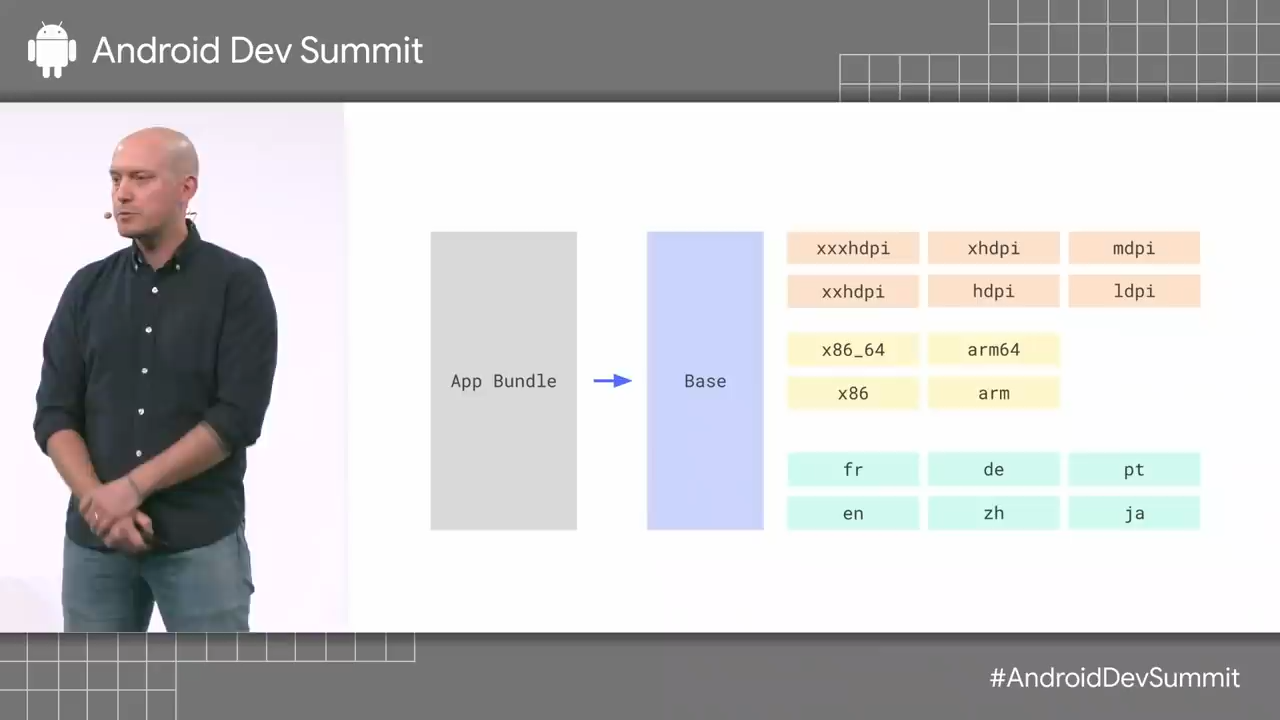 Android Dev Summit
App Bundle
Base
xxxhdpi xhdpi mdpi
xxhdpi hdpi ldpi
x86_64 arm64
x86 arm
fr de pt
en zh ja
#AndroidDevSummit